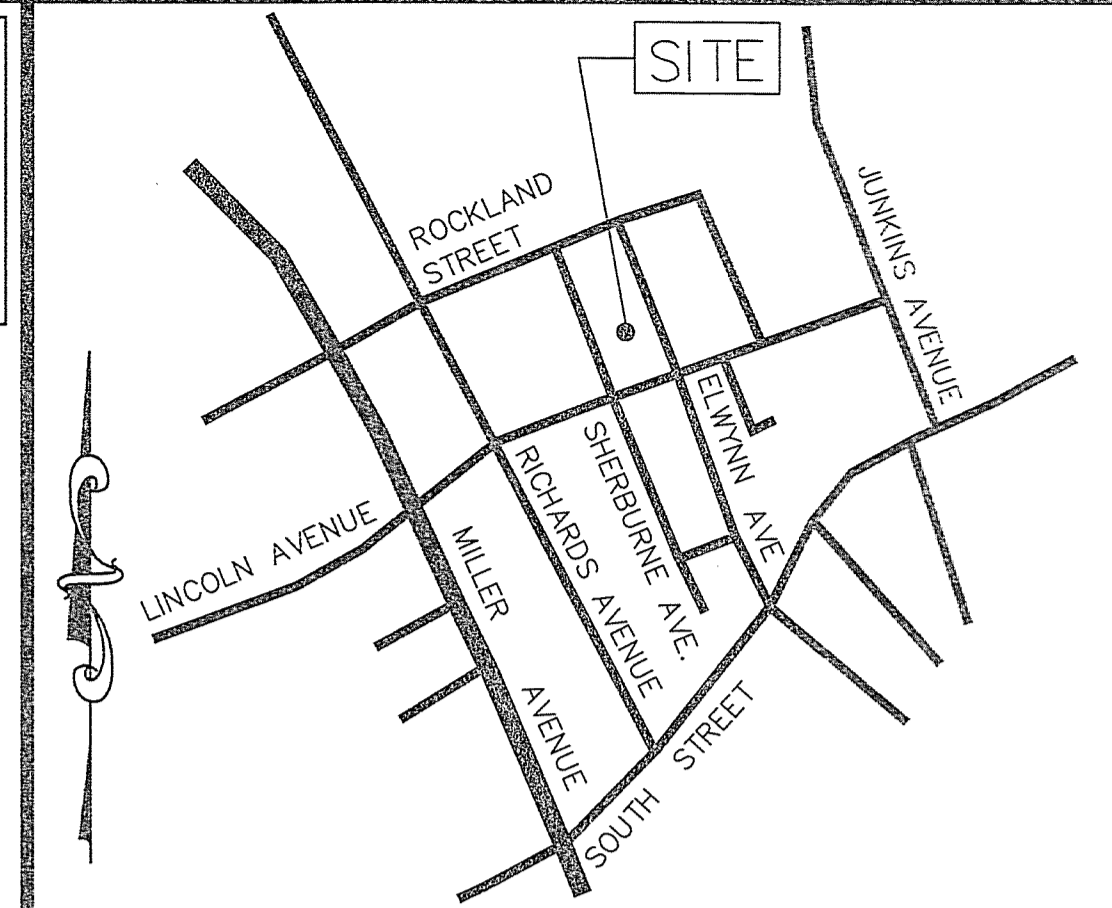 SITE
ROCKLAND
STREET
JUNKINS AVENUE
ELWYNN AVE
SHERBURNE AVE.
RICHARDS AVENUE
LINCOLN AVENUE
MILLER
AVENUE
SOUTH STREET